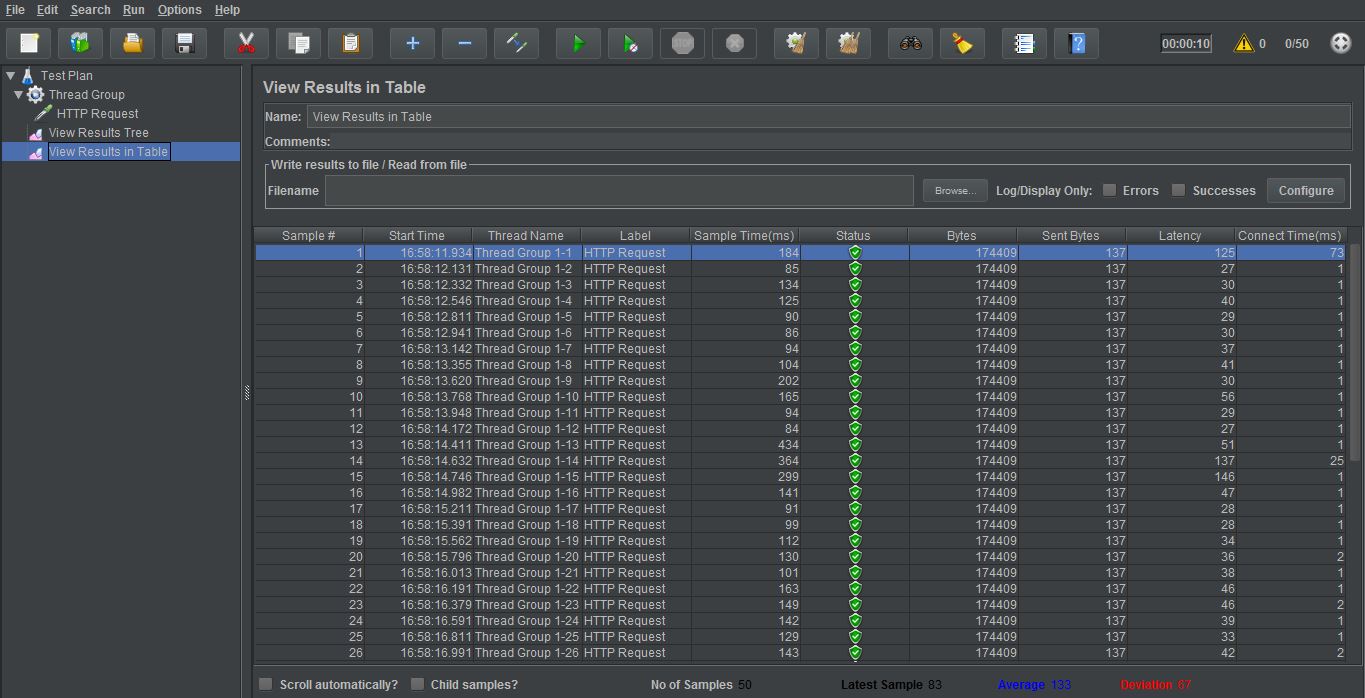 File Edit Search Run Options Help
STOP 00:00:10 0 0/50
Test Plan
Thread Group
HTTP Request
View Results Tree
View Results in Table
View Results in Table
Name: View Results in Table
Comments:
Write results to file / Read from file
Filename Browse... Log/Display Only: Errors Successes Configure
Sample # Start Time Thread Name Label Sample Time(ms) Status Bytes Sent Bytes Latency Connect Time(ms)
1 16:58:11.934 Thread Group 1-1 HTTP Request 184 174409 137 125 73
2 16:58:12.131 Thread Group 1-2 HTTP Request 85 174409 137 27 1
3 16:58:12.332 Thread Group 1-3 HTTP Request 134 174409 137 30 1
4 16:58:12.546 Thread Group 1-4 HTTP Request 125 174409 137 40 1
5 16:58:12.811 Thread Group 1-5 HTTP Request 90 174409 137 29 1
6 16:58:12.941 Thread Group 1-6 HTTP Request 86 174409 137 30 1
7 16:58:13.142 Thread Group 1-7 HTTP Request 94 174409 137 37 1
8 16:58:13.355 Thread Group 1-8 HTTP Request 104 174409 137 41 1
9 16:58:13.620 Thread Group 1-9 HTTP Request 202 174409 137 30 1
10 16:58:13.768 Thread Group 1-10 HTTP Request 165 174409 137 56 1
11 16:58:13.948 Thread Group 1-11 HTTP Request 94 174409 137 29 1
12 16:58:14.172 Thread Group 1-12 HTTP Request 84 174409 137 27 1
13 16:58:14.411 Thread Group 1-13 HTTP Request 434 174409 137 51 1
14 16:58:14.632 Thread Group 1-14 HTTP Request 364 174409 137 137 25
15 16:58:14.746 Thread Group 1-15 HTTP Request 299 174409 137 146 1
16 16:58:14.982 Thread Group 1-16 HTTP Request 141 174409 137 47 1
17 16:58:15.211 Thread Group 1-17 HTTP Request 91 174409 137 28 1
18 16:58:15.391 Thread Group 1-18 HTTP Request 99 174409 137 28 1
19 16:58:15.562 Thread Group 1-19 HTTP Request 112 174409 137 34 1
20 16:58:15.796 Thread Group 1-20 HTTP Request 130 174409 137 36 2
21 16:58:16.013 Thread Group 1-21 HTTP Request 101 174409 137 38 1
22 16:58:16.191 Thread Group 1-22 HTTP Request 163 174409 137 46 1
23 16:58:16.379 Thread Group 1-23 HTTP Request 149 174409 137 46 2
24 16:58:16.591 Thread Group 1-24 HTTP Request 142 174409 137 39 1
25 16:58:16.811 Thread Group 1-25 HTTP Request 129 174409 137 33 1
26 16:58:16.991 Thread Group 1-26 HTTP Request 143 174409 137 42 2
Scroll automatically? Child samples? No of Samples 50 Latest Sample 83 Average 133 Deviation 67